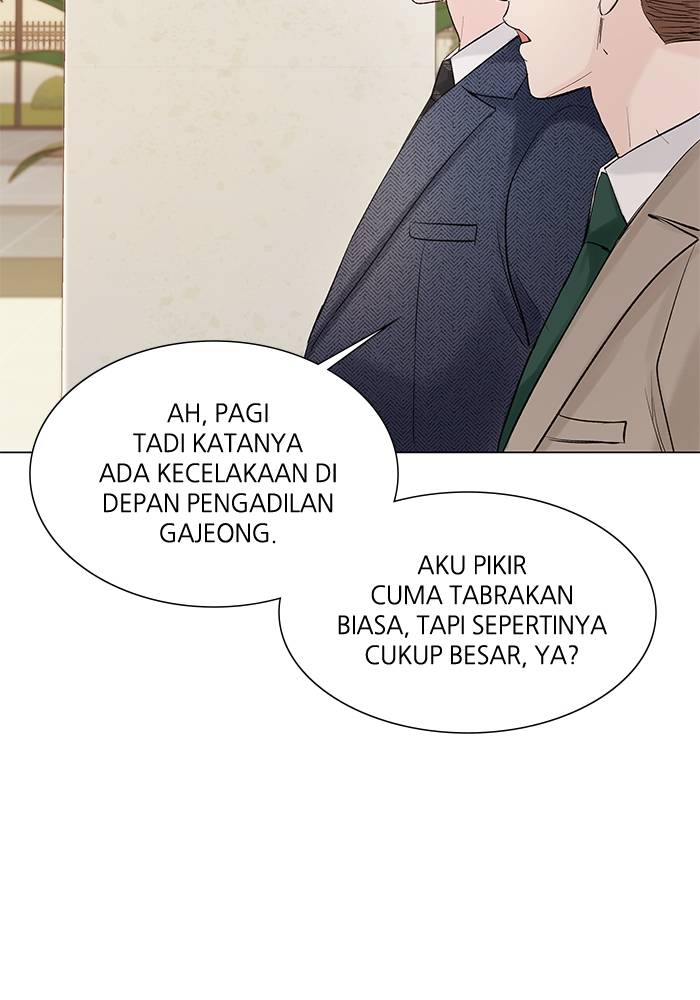 AH, PAGI
TADI KATANYA
ADA KECELAKAAN DI
DEPAN PENGADILAN
GAJEONG.
AKU PIKIR
CUMA TABRAKAN
BIASA, TAPI SEPERTINYA
CUKUP BESAR, YA?